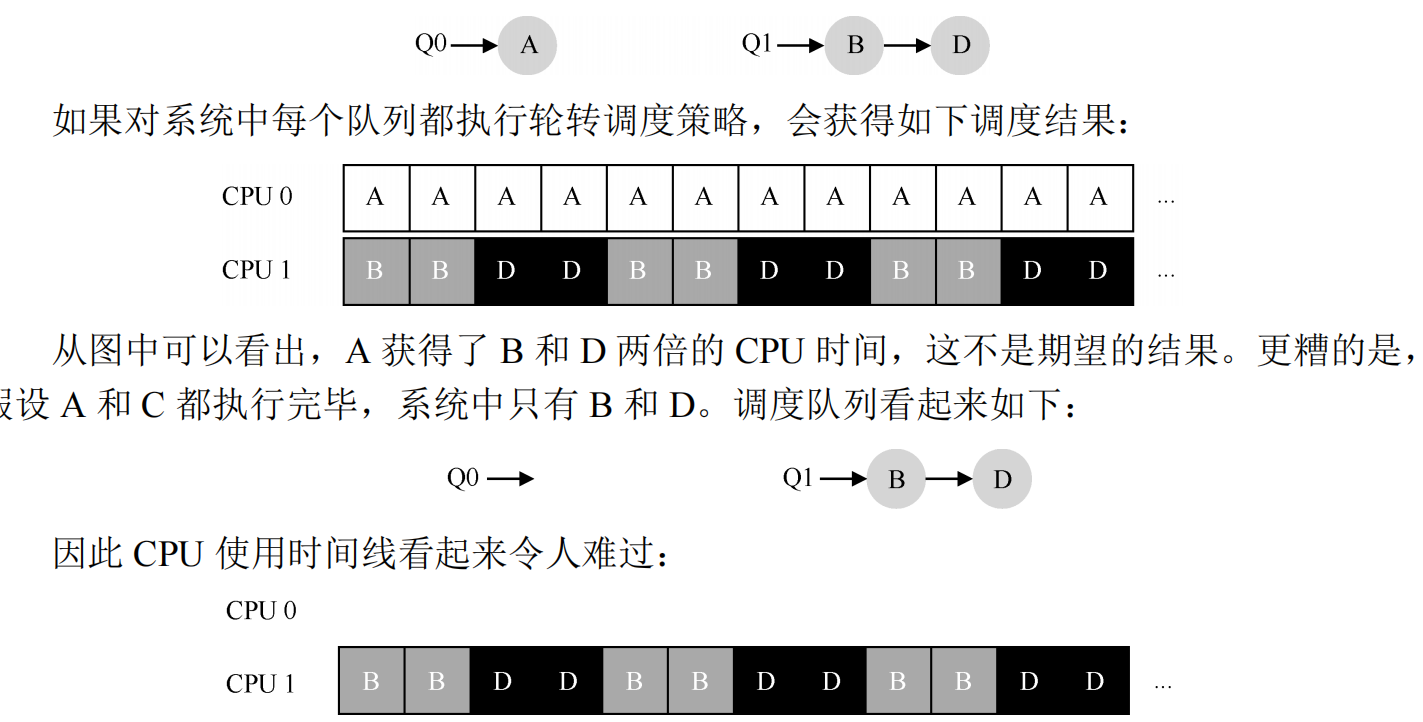 Q0 A Q1 B D
如果对系统中每个队列都执行轮转调度策略，会获得如下调度结果：
CPU 0 A A A A A A A A A A A A ...
CPU 1 B B D D B B D D B B D D ...
从图中可以看出，A 获得了 B 和 D 两倍的 CPU 时间，这不是期望的结果。更糟的是，
假设 A 和 C 都执行完毕，系统中只有 B 和 D。调度队列看起来如下：
Q0 Q1 B D
因此 CPU 使用时间线看起来令人难过：
CPU 0
CPU 1 B B D D B B D D B B D D ...